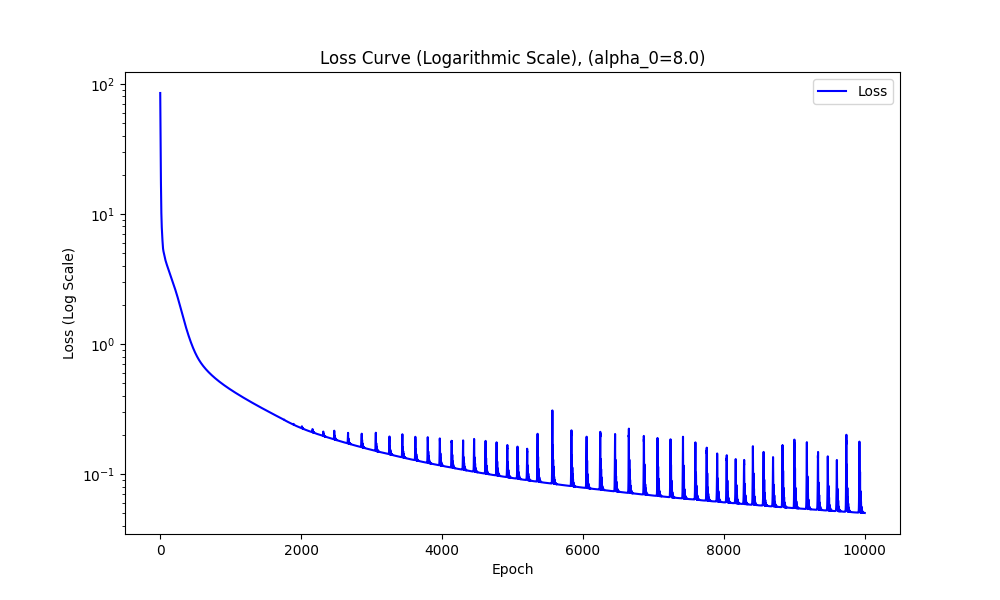 Loss Curve (Logarithmic Scale), (alpha_0=8.0)
Loss
10²
10¹
10⁰
10⁻¹
Loss (Log Scale)
0 2000 4000 6000 8000 10000
Epoch